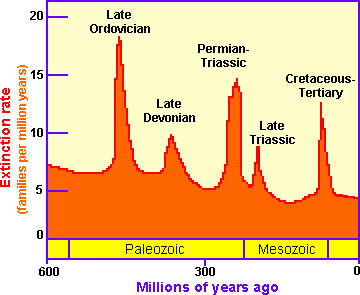 20
15
10
5
0
Extinction rate
(families per million years)
Late
Ordovician
Late
Devonian
Permian-
Triassic
Late
Triassic
Cretaceous-
Tertiary
Paleozoic
Mesozoic
600
300
0
Millions of years ago